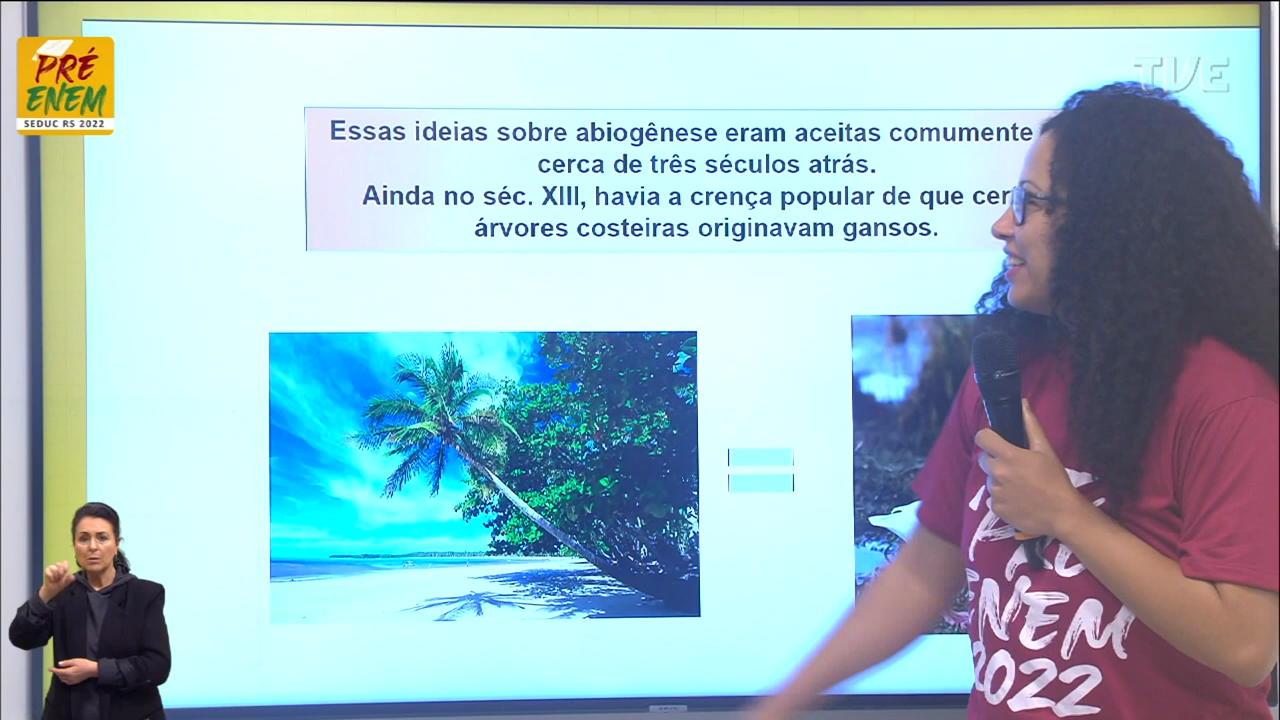 PRÉ
ENEM
SEDUC RS 2022
TVE
Essas ideias sobre abiogênese eram aceitas comumente
cerca de três séculos atrás.
Ainda no séc. XIII, havia a crença popular de que
árvores costeiras originavam gansos.
ENEM
2022